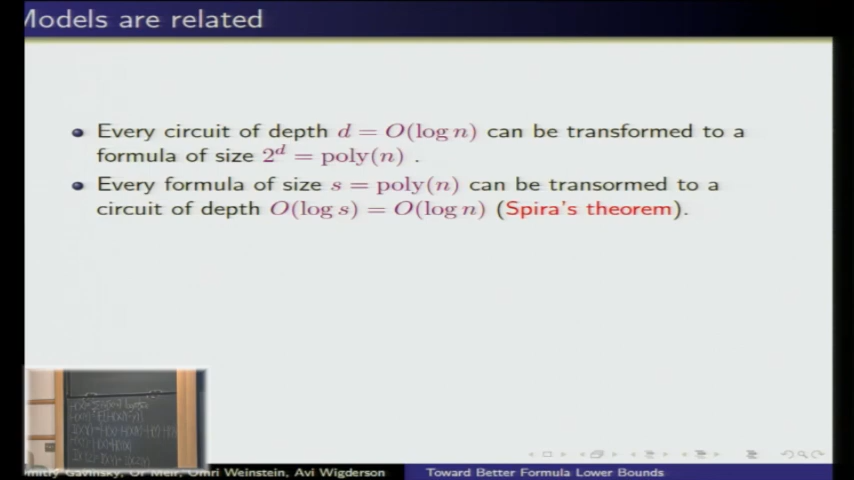 Models are related
Every circuit of depth d = O(log n) can be transformed to a
formula of size 2^d = poly(n) .
Every formula of size s = poly(n) can be transormed to a
circuit of depth O(log s) = O(log n) (Spira's theorem).
Gavinsky, Or Meir, Omri Weinstein, Avi Wigderson
Toward Better Formula Lower Bounds